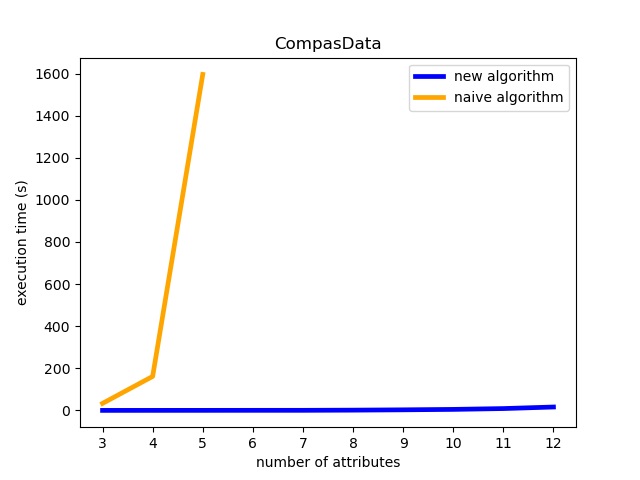 CompasData
new algorithm
naive algorithm
execution time (s)
1600
1400
1200
1000
800
600
400
200
0
3 4 5 6 7 8 9 10 11 12
number of attributes